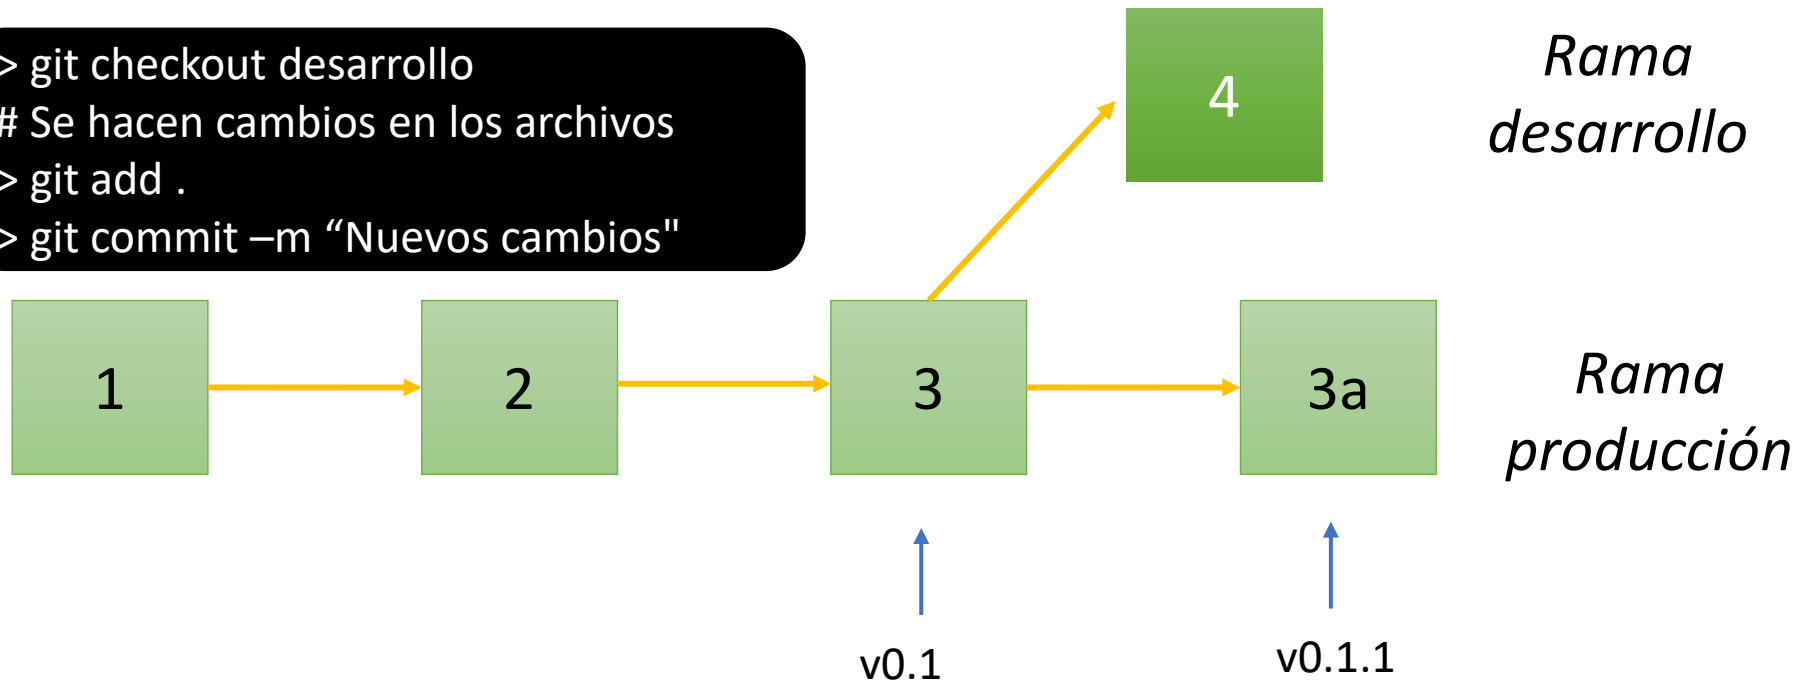 > git checkout desarrollo
# Se hacen cambios en los archivos
> git add .
> git commit –m “Nuevos cambios"
4
Rama
desarrollo
1
2
3
3a
Rama
producción
v0.1
v0.1.1